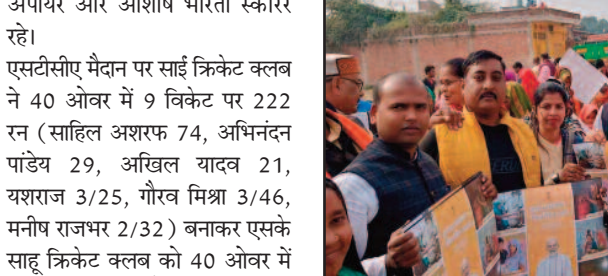 अंपायर और आशीष भारती स्कोरर
रहे।
एसटीसीए मैदान पर साईं क्रिकेट क्लब
ने 40 ओवर में 9 विकेट पर 222
रन (साहिल अशरफ 74, अभिनंदन
पांडेय 29, अखिल यादव 21,
यशराज 3/25, गौरव मिश्रा 3/46,
मनीष राजभर 2/32) बनाकर एसके
साहू क्रिकेट क्लब को 40 ओवर में